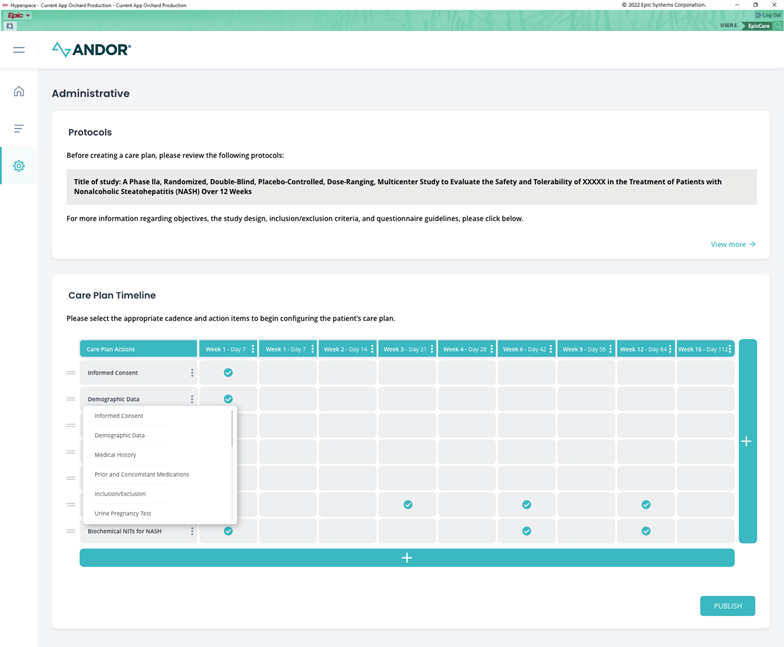 Hyperspace - Current App Orchard Production - Current App Orchard Production
© 2022 Epic Systems Corporation.
Epic
Log Out
USER E.
EpicCare
ANDOR®
Administrative
Protocols
Before creating a care plan, please review the following protocols:
Title of study: A Phase lla, Randomized, Double-Blind, Placebo-Controlled, Dose-Ranging, Multicenter Study to Evaluate the Safety and Tolerability of XXXXX in the Treatment of Patients with
Nonalcoholic Steatohepatitis (NASH) Over 12 Weeks
For more information regarding objectives, the study design, inclusion/exclusion criteria, and questionnaire guidelines, please click below.
View more
Care Plan Timeline
Please select the appropriate cadence and action items to begin configuring the patient's care plan.
Care Plan Actions Week 1 - Day 7 Week 1 - Day 7 Week 2 - Day 14 Week 3 - Day 21 Week 4 - Day 28 Week 6 - Day 42 Week 9 - Day 56 Week 12 - Day 84 Week 16 - Day 112
Informed Consent
Demographic Data
Informed Consent
Demographic Data
Medical History
Prior and Concomitant Medications
Inclusion/Exclusion
Urine Pregnancy Test
Biochemical NITs for NASH
PUBLISH